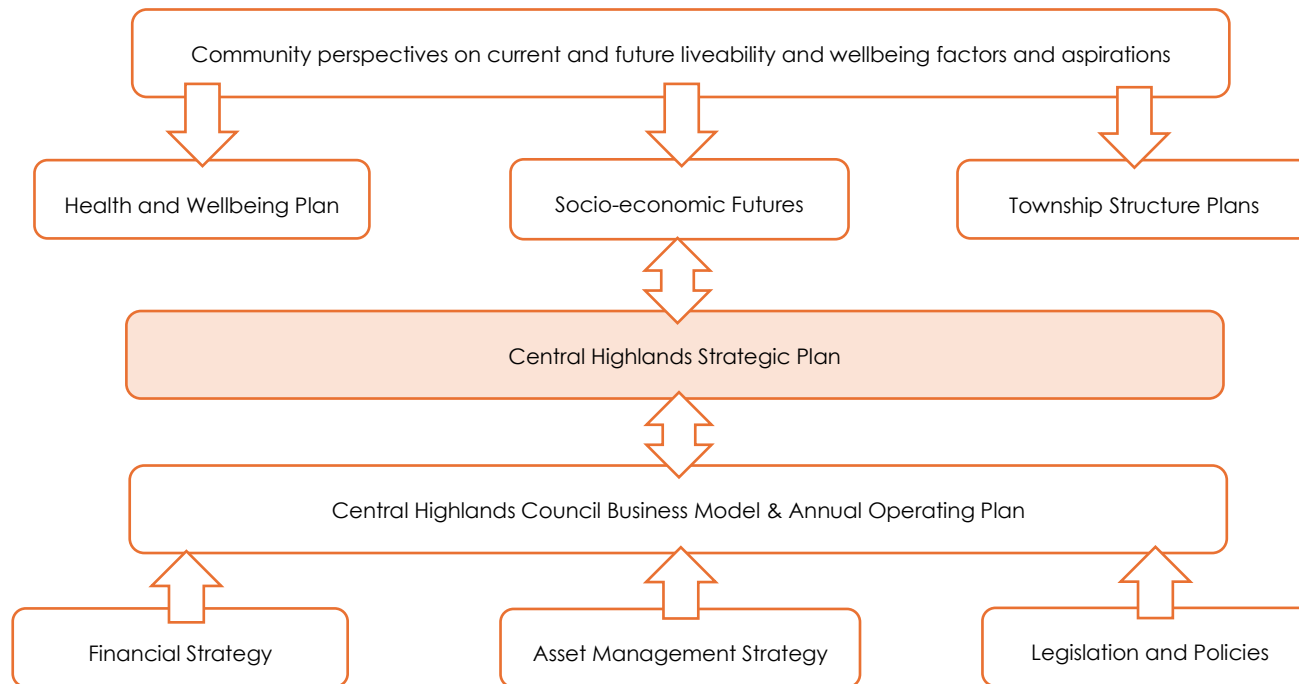 Community perspectives on current and future liveability and wellbeing factors and aspirations
Health and Wellbeing Plan
Socio-economic Futures
Township Structure Plans
Central Highlands Strategic Plan
Central Highlands Council Business Model & Annual Operating Plan
Financial Strategy
Asset Management Strategy
Legislation and Policies